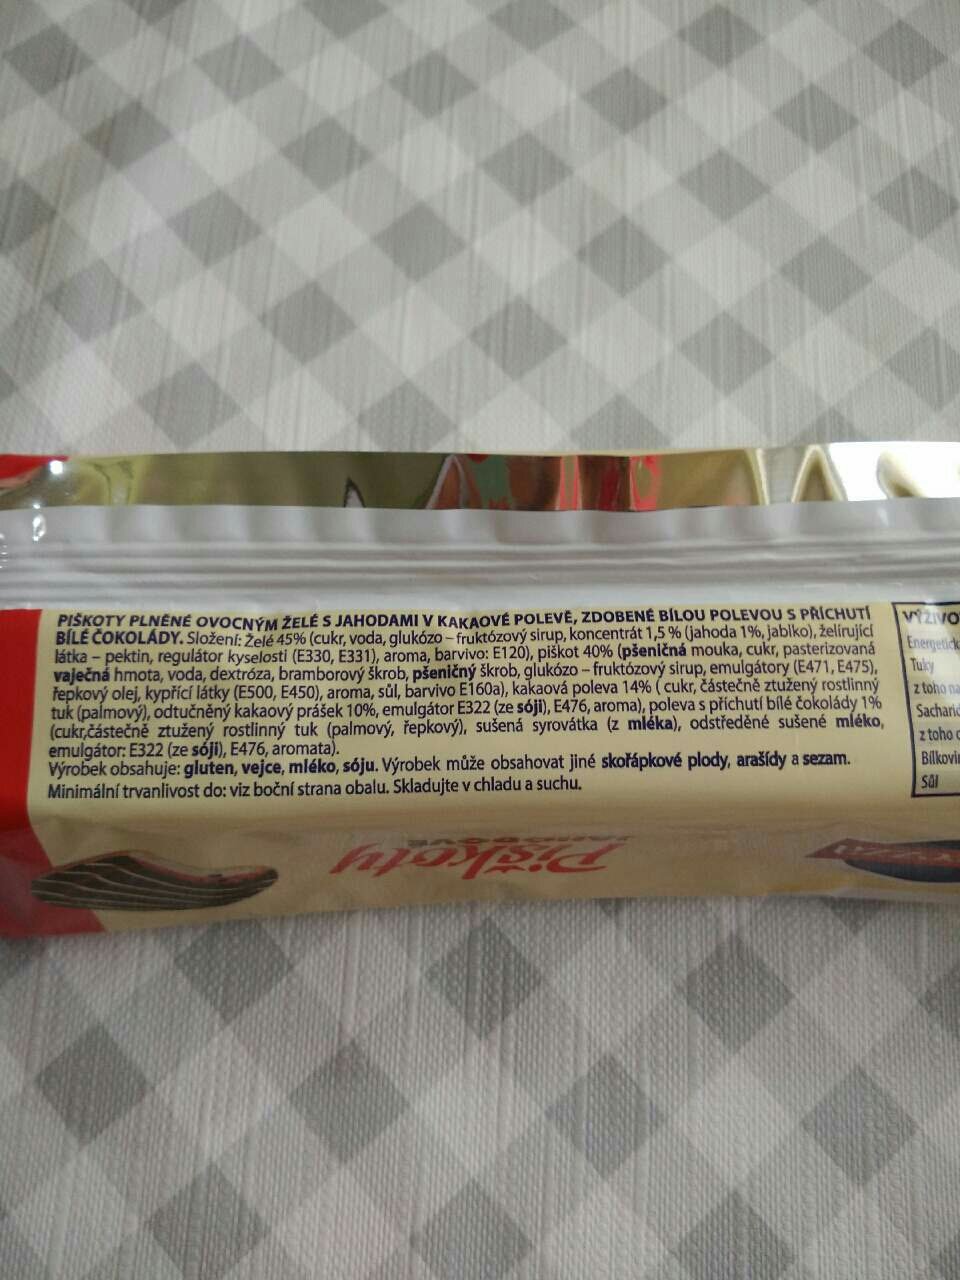 PIŠKOTY PLNĚNÉ OVOCNÝM ŽELÉ S JAHODAMI V KAKAOVÉ POLEVĚ, ZDOBENÉ BÍLOU POLEVOU S PŘÍCHUTÍ
BÍLÉ ČOKOLÁDY. Složení: Želé 45% (cukr, voda, glukózo – fruktózový sirup, koncentrát 1,5 % (jahoda 1%, jablko), želírující
látka – pektin, regulátor kyselosti (E330, E331), aroma, barvivo: E120), piškot 40% (pšeničná mouka, cukr, pasterizovaná
vaječná hmota, voda, dextróza, bramborový škrob, pšeničný škrob, glukózo – fruktózový sirup, emulgátory (E471, E475),
řepkový olej, kypřící látky (E500, E450), aroma, sůl, barvivo E160a), kakaová poleva 14% ( cukr, částečně ztužený rostlinný
tuk (palmový), odtučněný kakaový prášek 10%, emulgátor E322 (ze sóji), E476, aroma), poleva s příchutí bílé čokolády 1%
(cukr,částečně ztužený rostlinný tuk (palmový, řepkový), sušená syrovátka (z mléka), odstředěné sušené mléko,
emulgátor: E322 (ze sóji), E476, aromata).
Výrobek obsahuje: gluten, vejce, mléko, sóju. Výrobek může obsahovat jiné skořápkové plody, arašídy a sezam.
Minimální trvanlivost do: viz boční strana obalu. Skladujte v chladu a suchu.
Tuky
z toho
z toho
Sůl
Piškoty
JAHODOVÉ